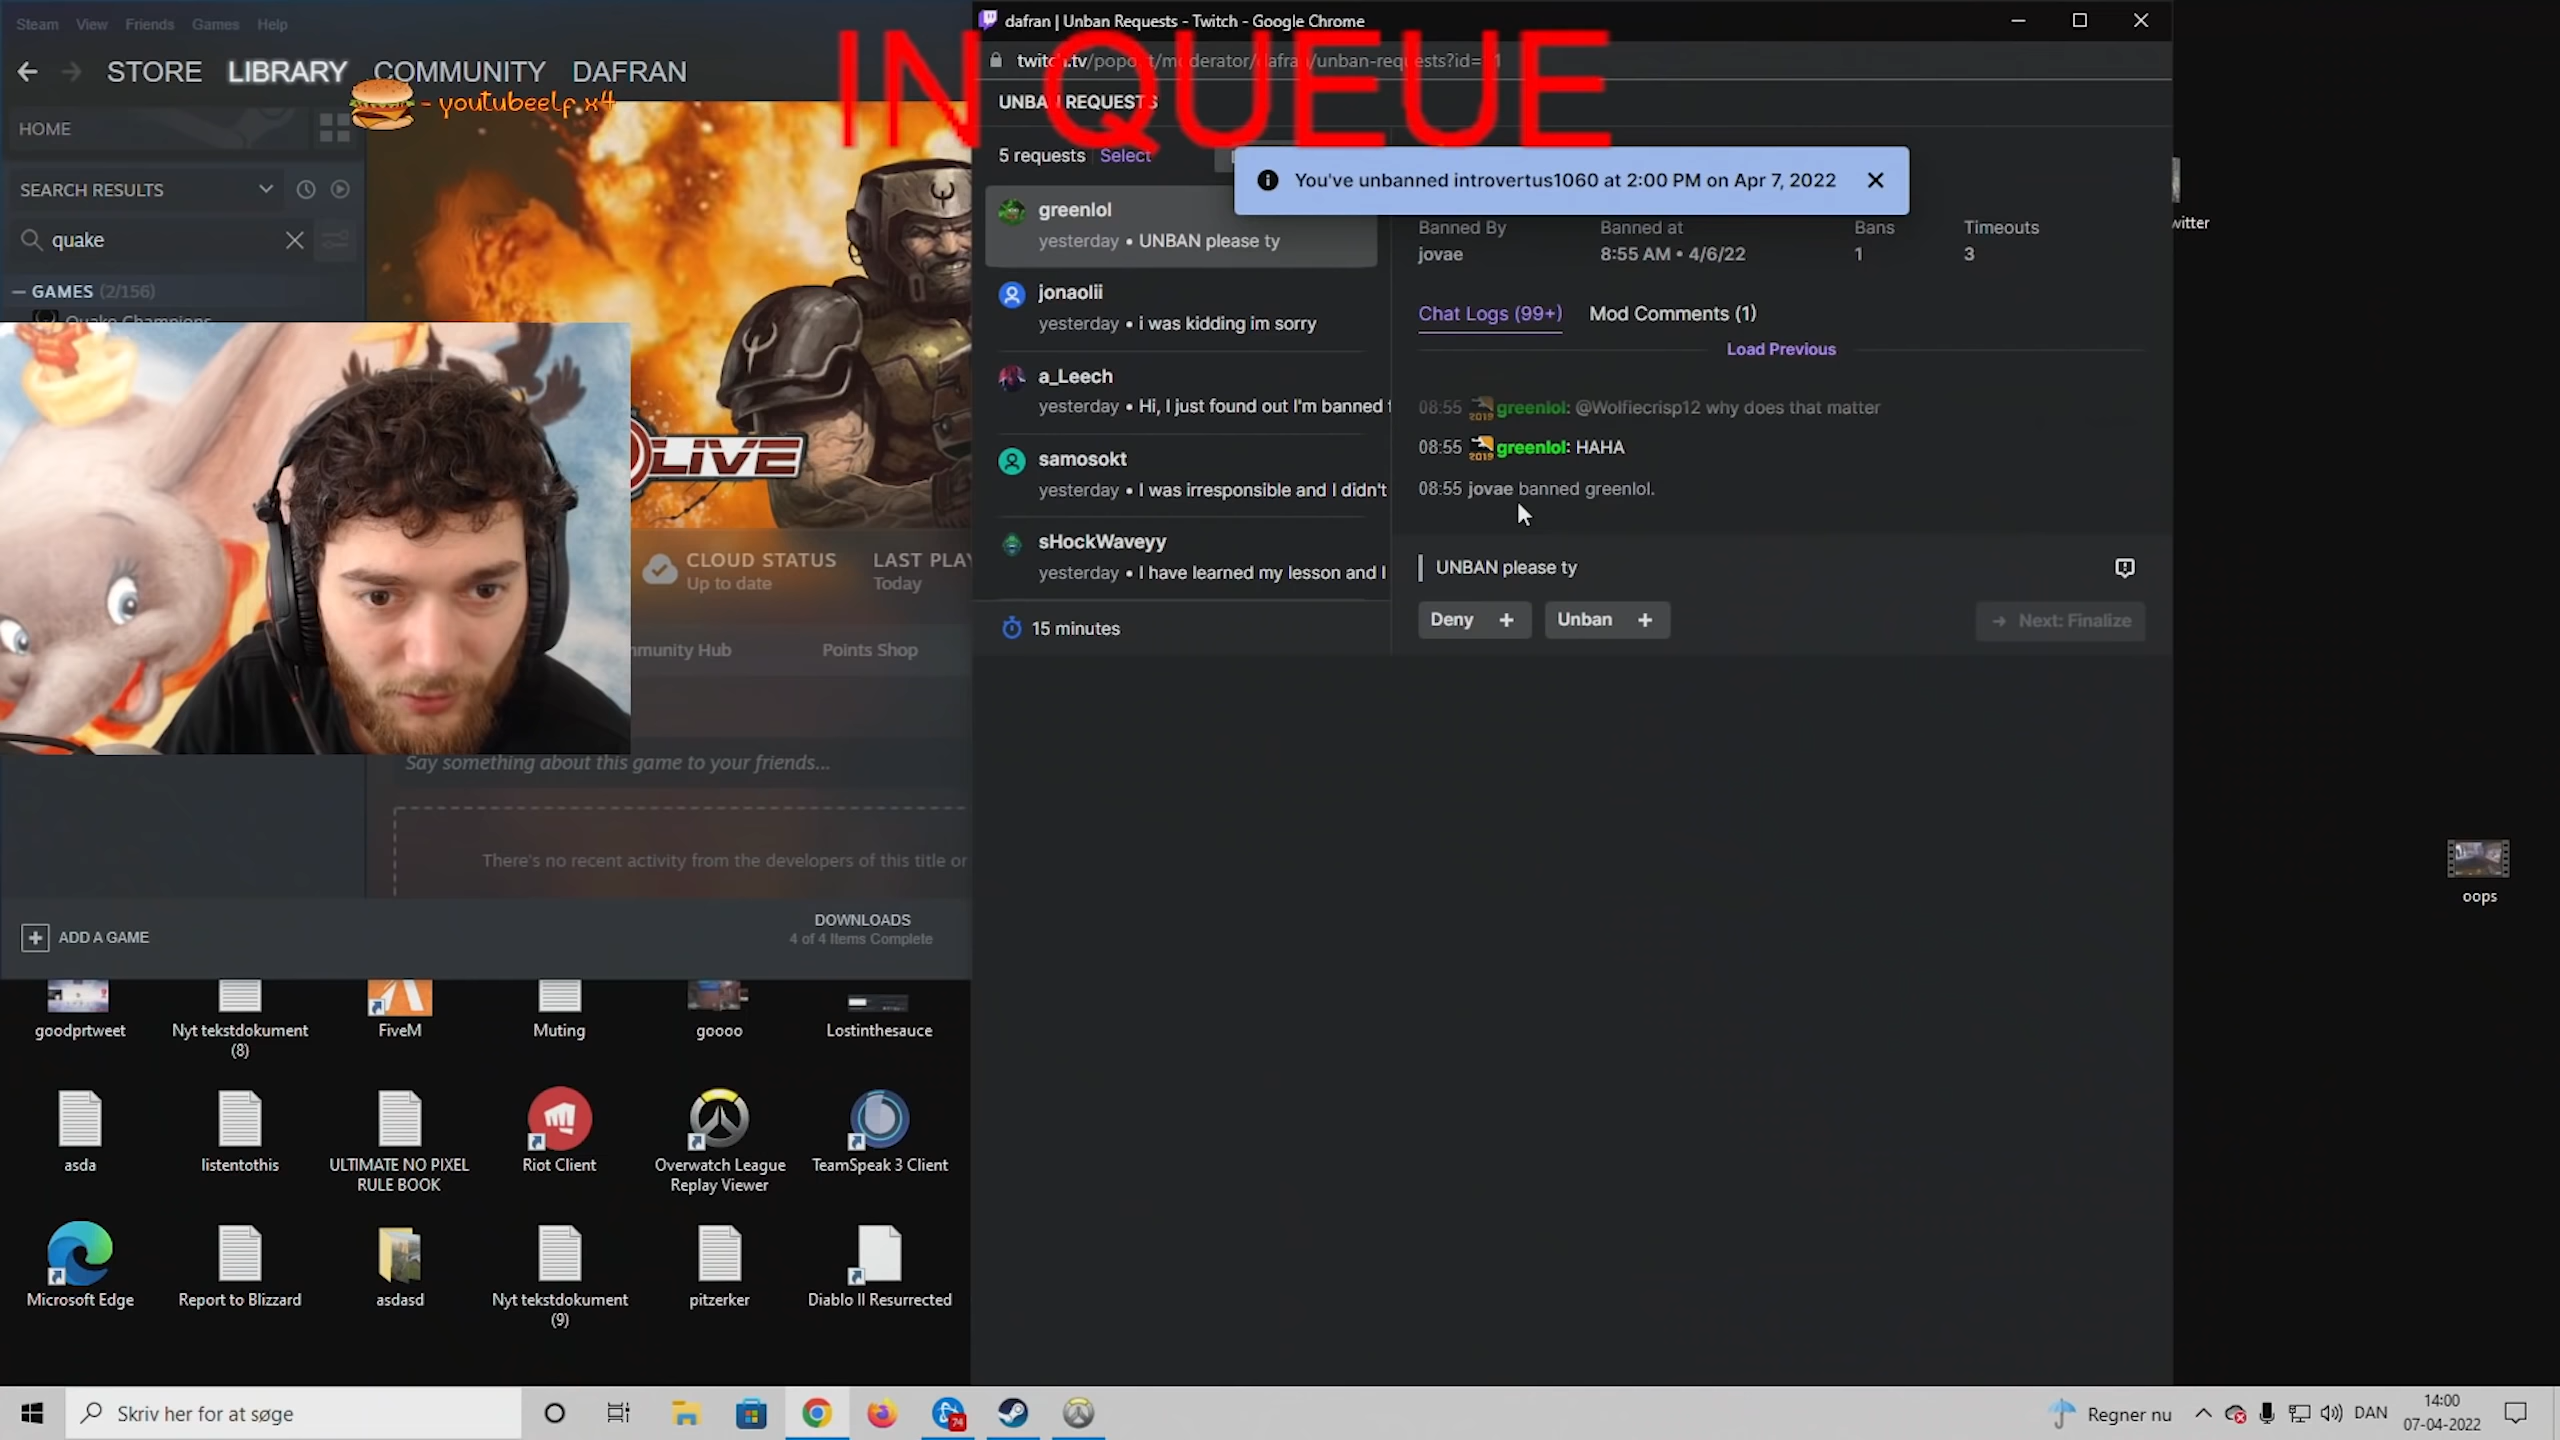 Steam View Friends Games Help
STORE LIBRARY COMMUNITY DAFRAN
- youtubeelf x4
HOME
SEARCH RESULTS
quake
— GAMES (2/156)
Quake Champions
LIVE
CLOUD STATUS
Up to date
LAST PLA
Today
mmunity Hub
Points Shop
Say something about this game to your friends...
There's no recent activity from the developers of this title or
ADD A GAME
DOWNLOADS
4 of 4 Items Complete
IN QUEUE
dafran | Unban Requests - Twitch - Google Chrome
UNBAN REQUESTS
5 requests Select
You've unbanned introvertus1060 at 2:00 PM on Apr 7, 2022
greenlol
yesterday • UNBAN please ty
jonaolii
yesterday • i was kidding im sorry
a_Leech
yesterday • Hi, I just found out I'm banned
samosokt
yesterday • I was irresponsible and I didn't
sHockWaveyy
yesterday • I have learned my lesson and I
15 minutes
Banned By
jovae
Banned at
8:55 AM • 4/6/22
Bans
1
Timeouts
3
Chat Logs (99+) Mod Comments (1)
Load Previous
08:55 2019 greenlol: @Wolfiecrisp12 why does that matter
08:55 2019 greenlol: HAHA
08:55 jovae banned greenlol.
UNBAN please ty
Deny + Unban +
Next: Finalize
witter
oops
goodprtweet
Nyt tekstdokument
(8)
FiveM
Muting
goooo
Lostinthesauce
asda
listentothis
ULTIMATE NO PIXEL
RULE BOOK
Riot Client
Overwatch League
Replay Viewer
TeamSpeak 3 Client
Microsoft Edge
Report to Blizzard
asdasd
Nyt tekstdokument
(9)
pitzerker
Diablo II Resurrected
Skriv her for at søge
74
Regner nu
DAN
14:00
07-04-2022